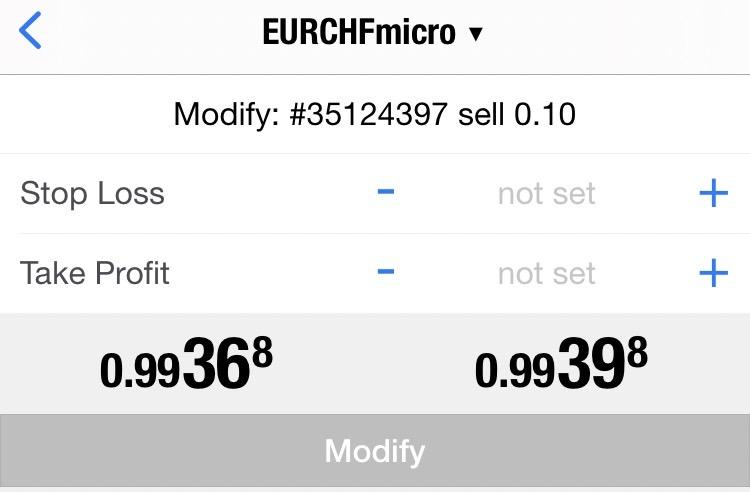 EURCHFmicro ▼
Modify: #35124397 sell 0.10
Stop Loss - not set +
Take Profit - not set +
0.99368 0.99398
Modify